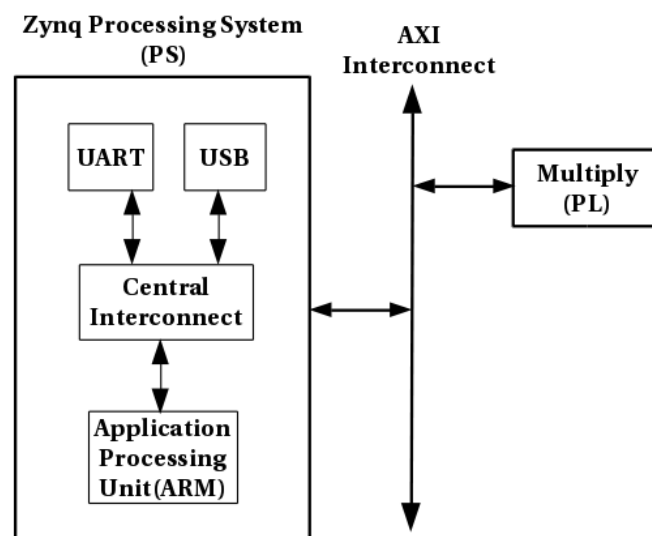 Zynq Processing System
(PS)
AXI
Interconnect
UART
USB
Multiply
(PL)
Central
Interconnect
Application
Processing
Unit(ARM)